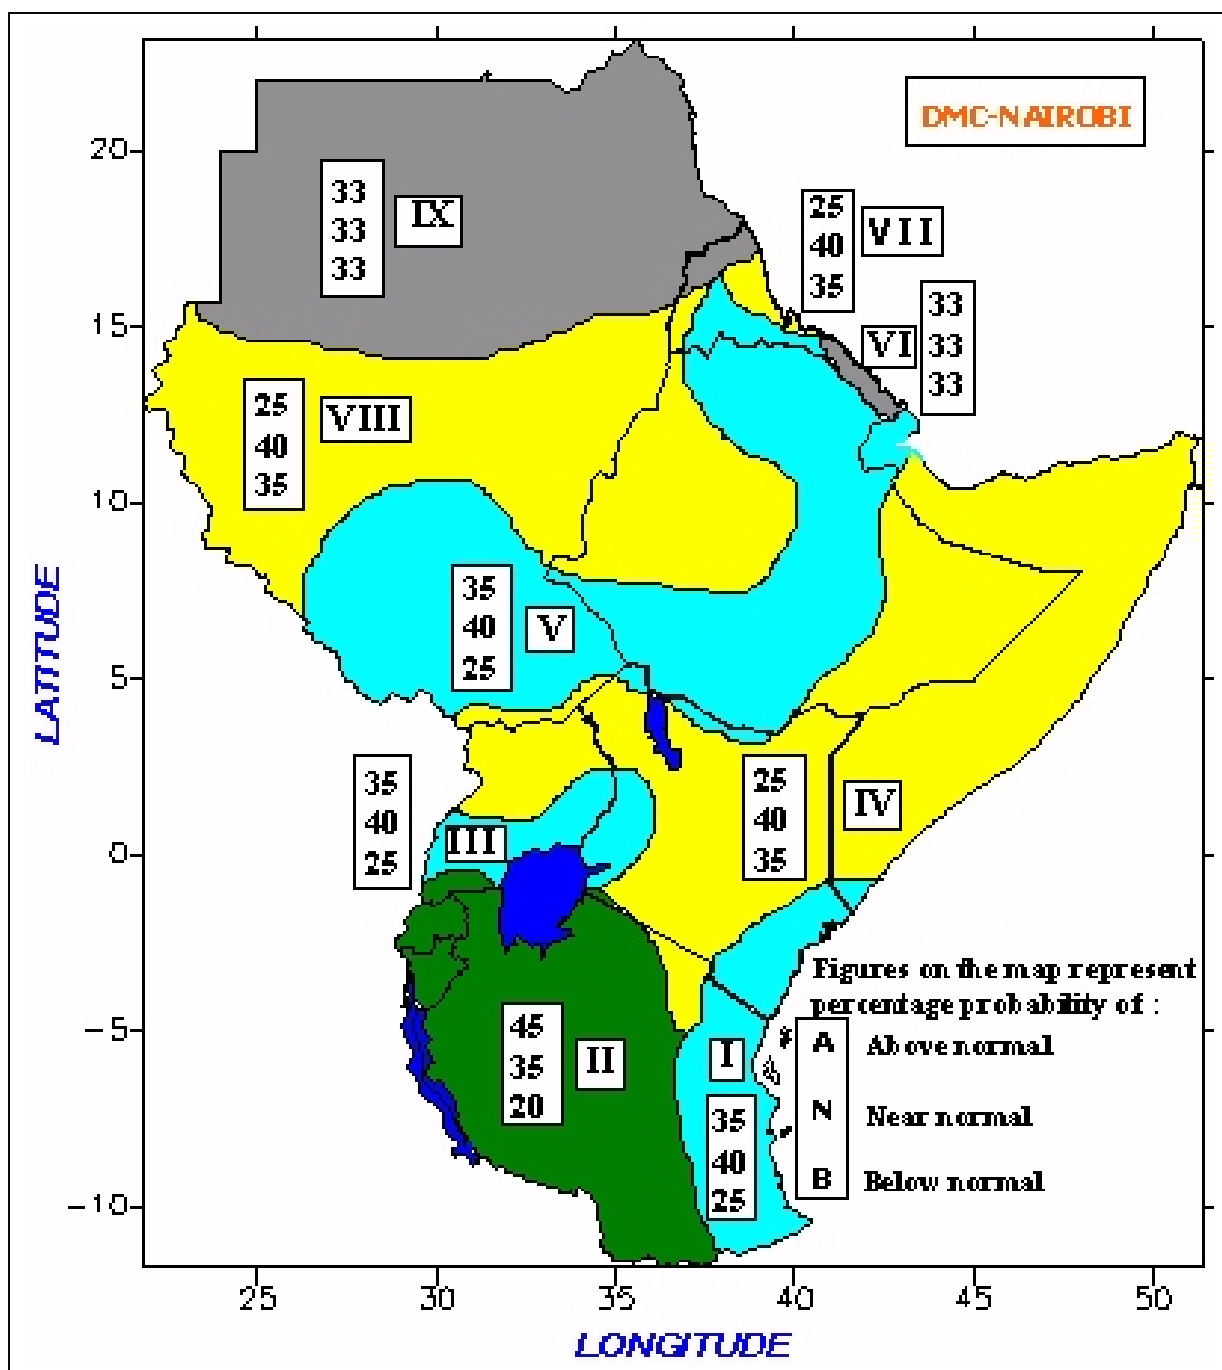 DMC-NAIROBI
20
15
10
5
0
-5
-10
LATITUDE
33
33
33
IX
25
40
35
VII
VI
33
33
33
25
40
35
VIII
35
40
25
V
35
40
25
III
25
40
35
IV
45
35
20
II
I
35
40
25
Figures on the map represent
percentage probability of :
A Above normal
N Near normal
B Below normal
25 30 35 40 45 50
LONGITUDE